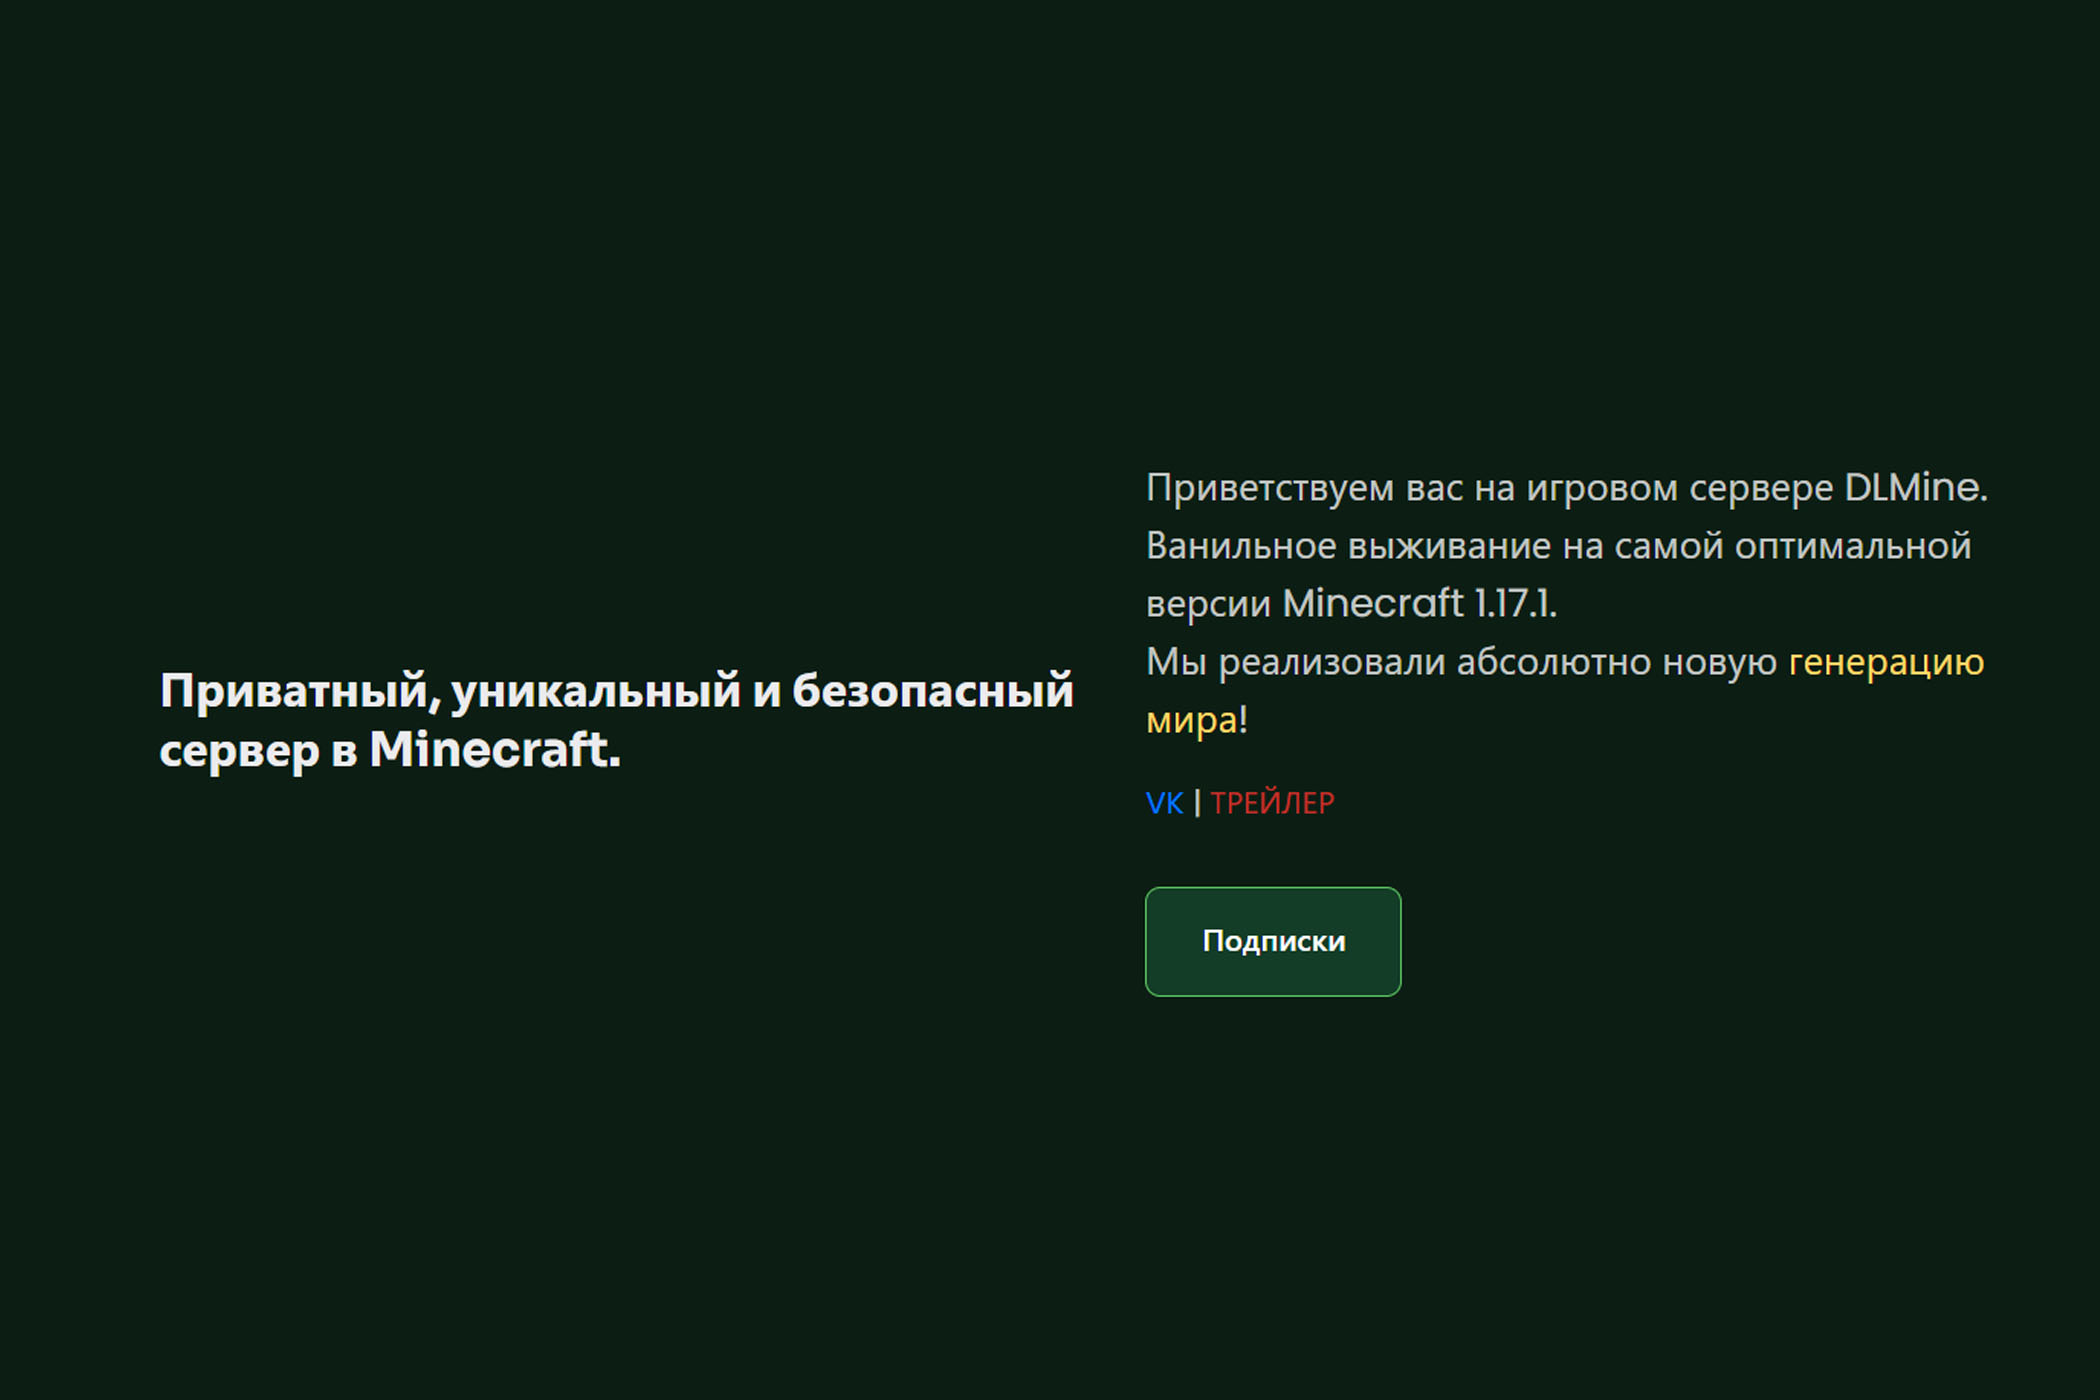 Приватный, уникальный и безопасный
сервер в Minecraft.
Приветствуем вас на игровом сервере DLMine.
Ванильное выживание на самой оптимальной
версии Minecraft 1.17.1.
Мы реализовали абсолютно новую генерацию
мира!
VK | ТРЕЙЛЕР
Подписки